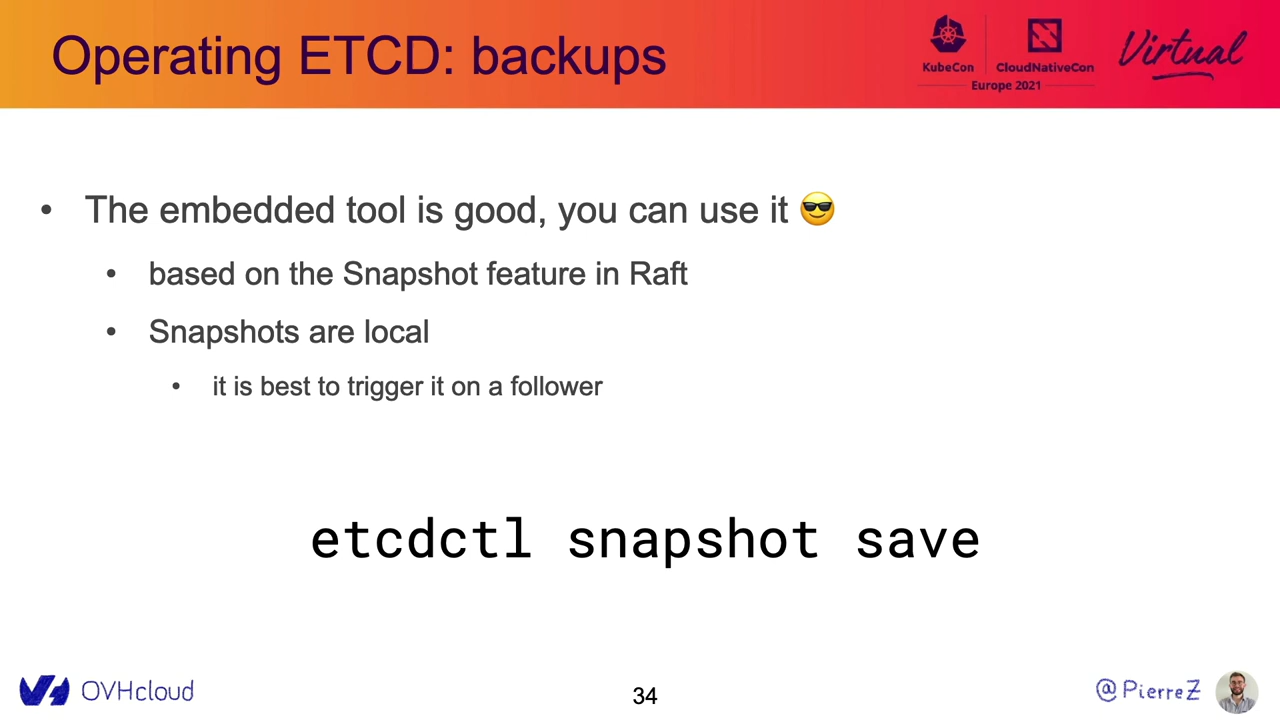 Operating ETCD: backups
KubeCon
CloudNativeCon
Europe 2021
Virtual
• The embedded tool is good, you can use it 😎
• based on the Snapshot feature in Raft
• Snapshots are local
• it is best to trigger it on a follower
etcdctl snapshot save
OVHcloud
34
@PierreZ